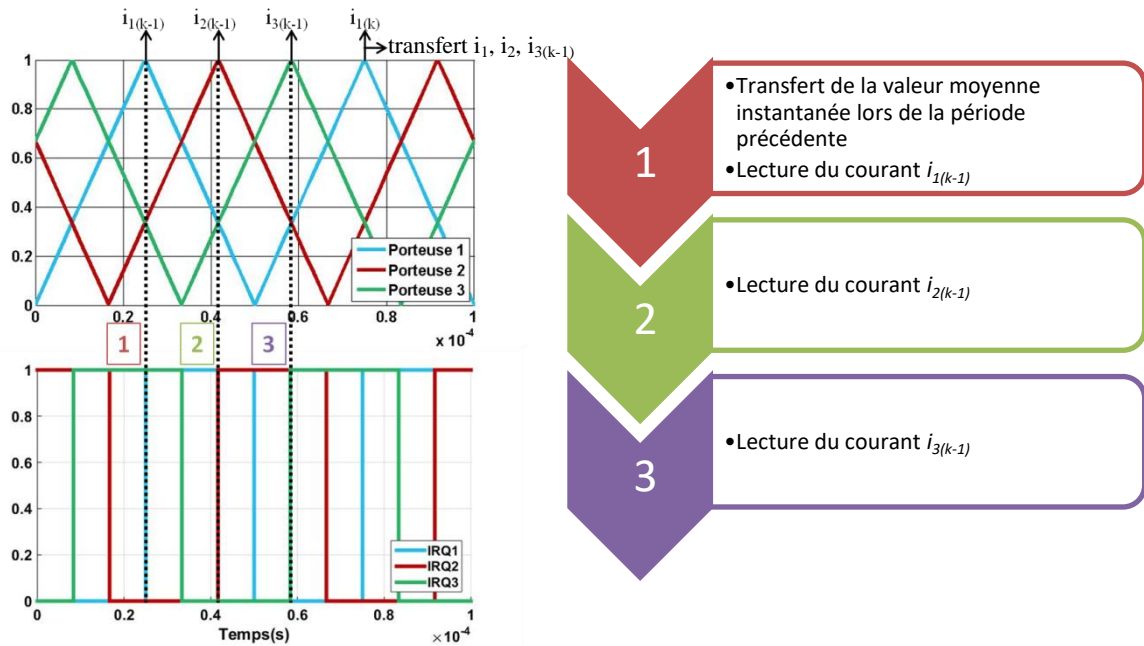 i1(k-1) i2(k-1) i3(k-1) i1(k)
transfert i1, i2, i3(k-1)
1
0.8
0.6
0.4
0.2
0
Porteuse 1
Porteuse 2
Porteuse 3
0 0.2 0.4 0.6 0.8 1
x 10-4
1 2 3
1
0.8
0.6
0.4
0.2
0
IRQ1
IRQ2
IRQ3
0 0.2 0.4 0.6 0.8 1
Temps(s)
×10-4
1
•Transfert de la valeur moyenne
instantanée lors de la période
précédente
•Lecture du courant i1(k-1)
2
•Lecture du courant i2(k-1)
3
•Lecture du courant i3(k-1)